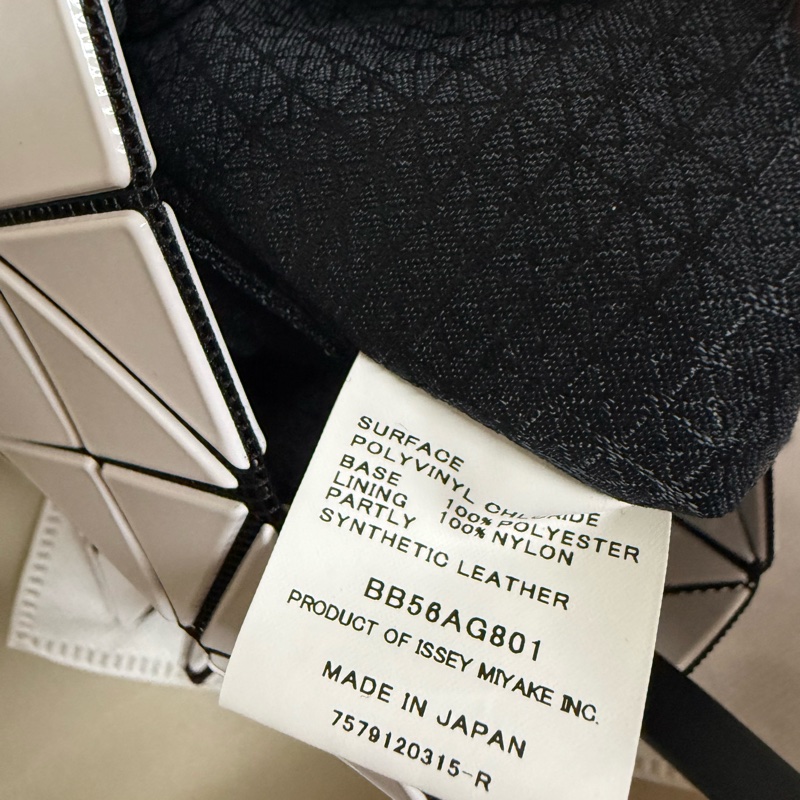 SURFACE
POLYVINYL CHLORIDE
BASE 100% POLYESTER
LINING 100% NYLON
PARTLY
SYNTHETIC LEATHER
BB56AG801
PRODUCT OF ISSEY MIYAKE INC.
MADE IN JAPAN
7579120315-R